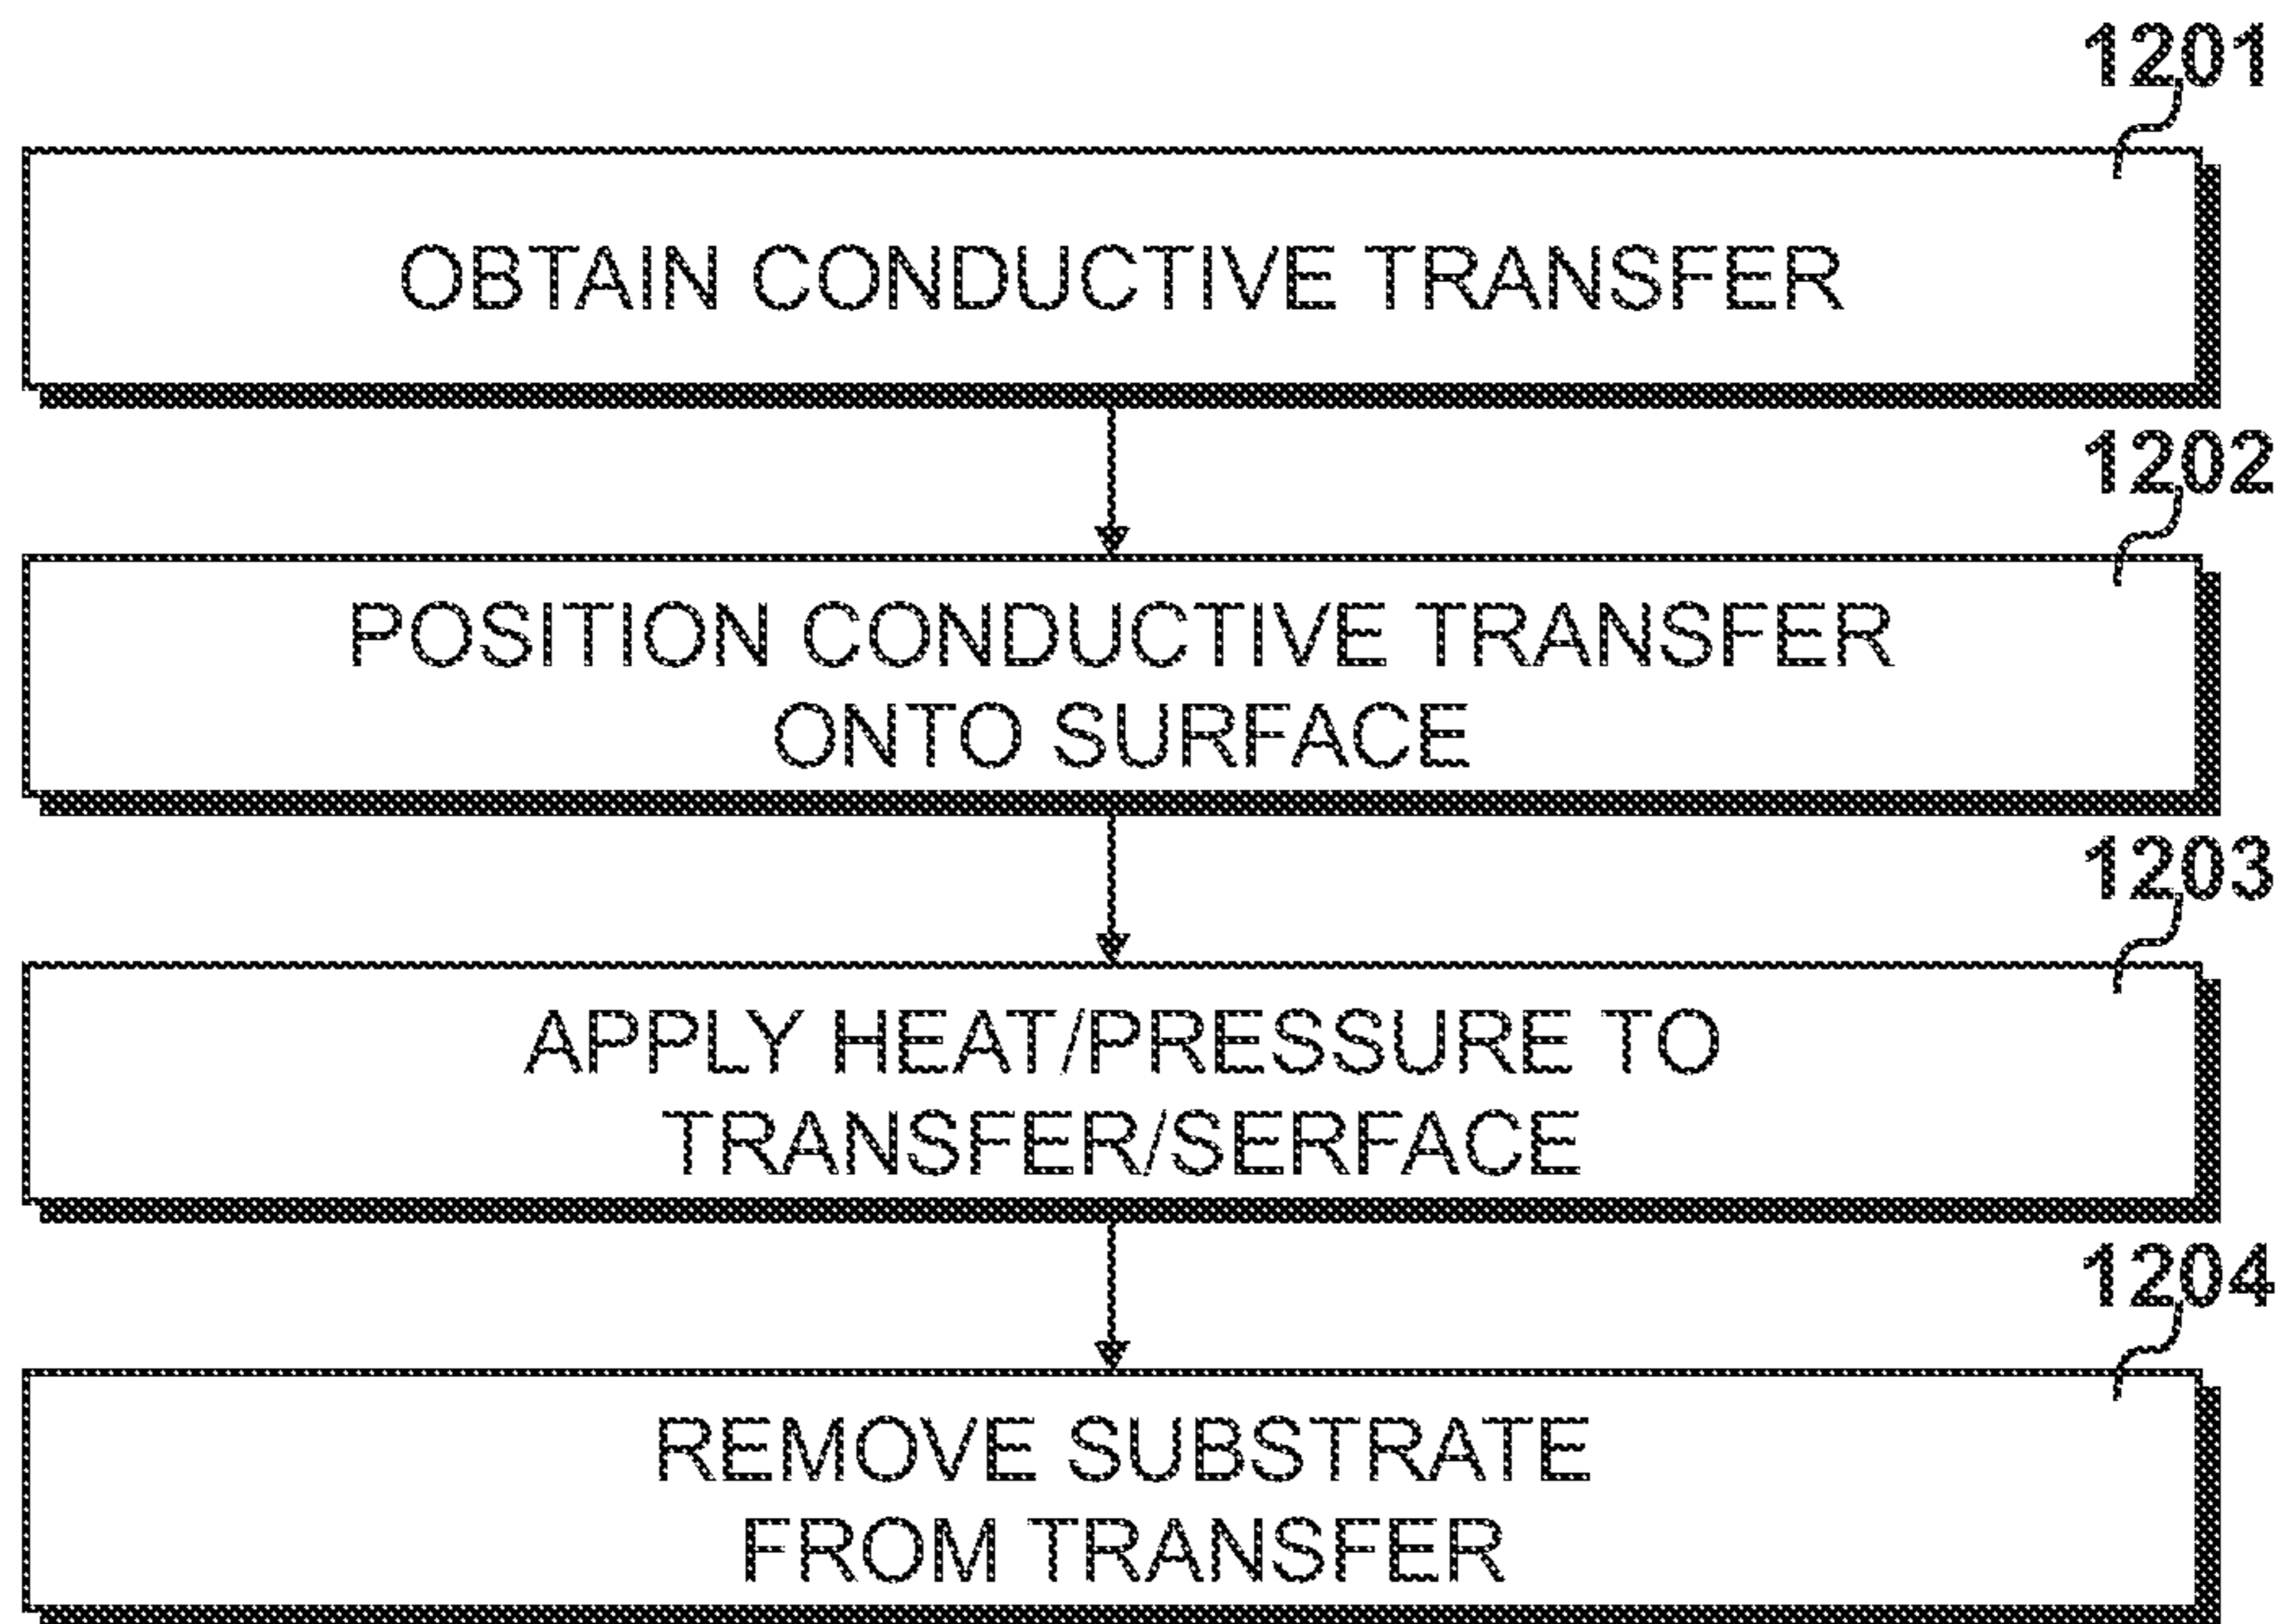 1201
OBTAIN CONDUCTIVE TRANSFER
1202
POSITION CONDUCTIVE TRANSFER
ONTO SURFACE
1203
APPLY HEAT/PRESSURE TO
TRANSFER/SERFACE
1204
REMOVE SUBSTRATE
FROM TRANSFER